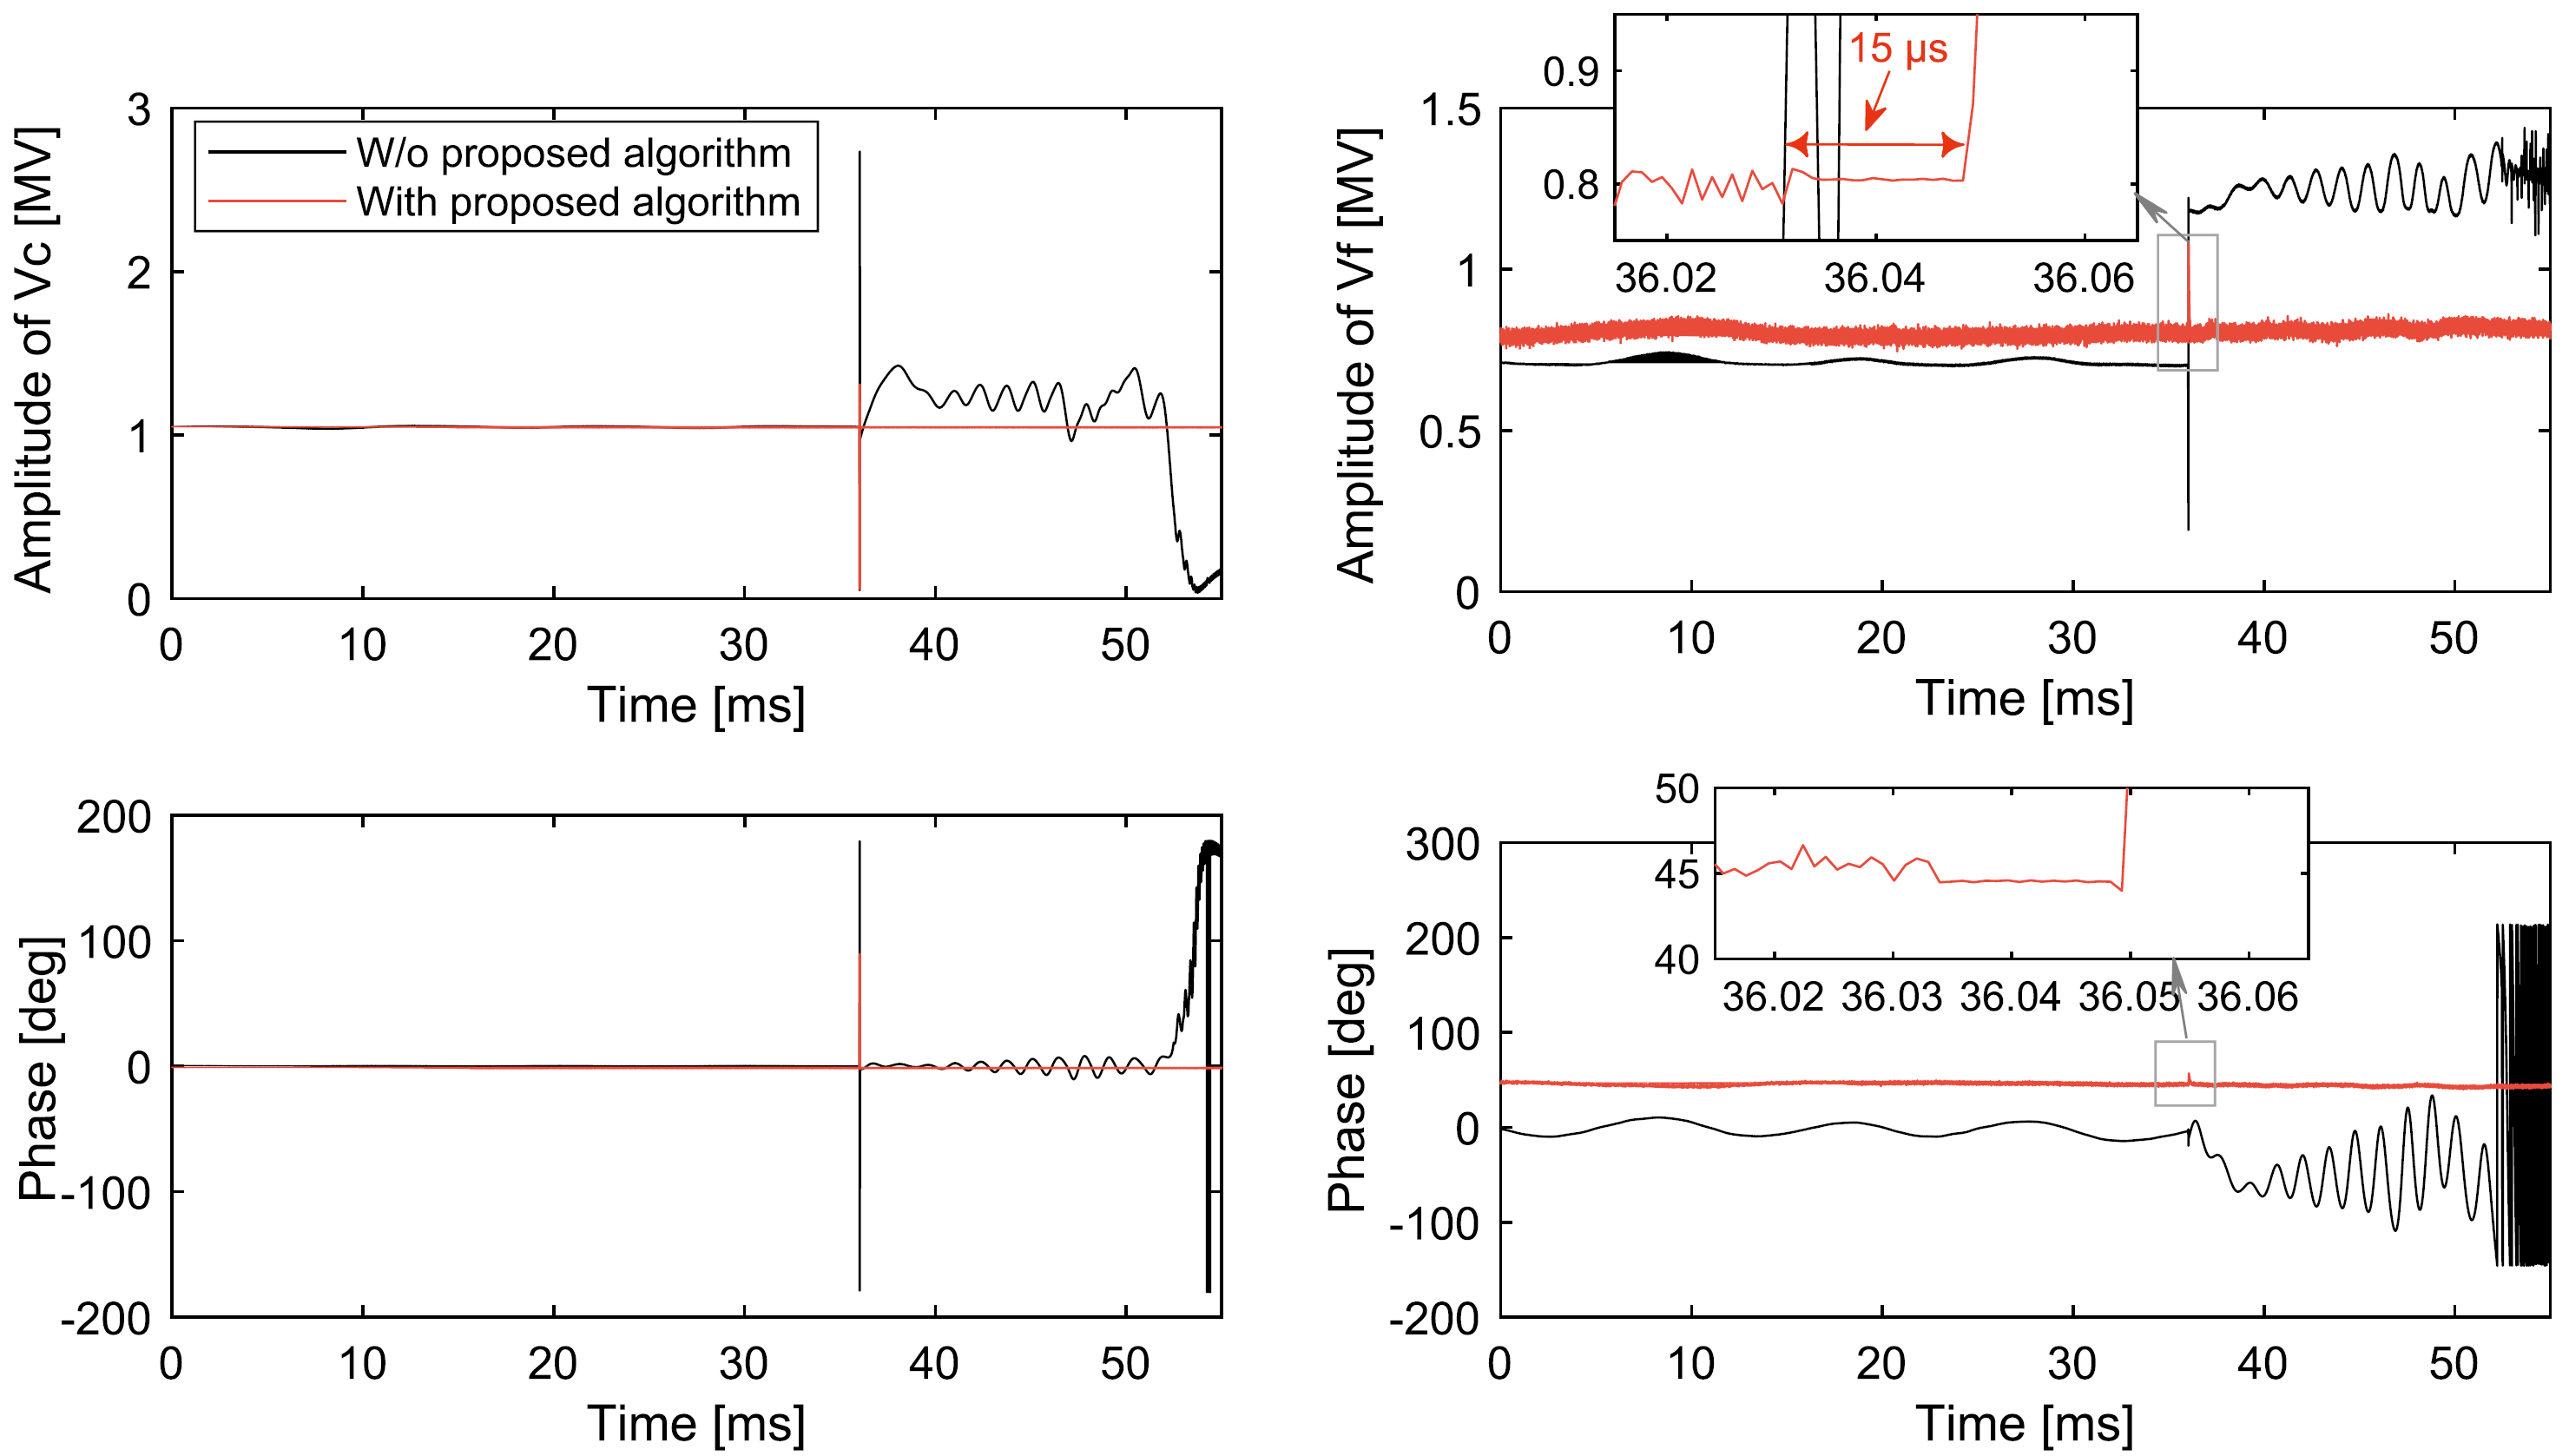 Amplitude of Vc [MV]
3
2
1
0
W/o proposed algorithm
With proposed algorithm
0 10 20 30 40 50
Time [ms]
Amplitude of Vf [MV]
1.5
1
0.5
0
15 µs
0.9
0.8
36.02 36.04 36.06
0 10 20 30 40 50
Time [ms]
Phase [deg]
200
100
0
-100
-200
0 10 20 30 40 50
Time [ms]
Phase [deg]
300
200
100
0
-100
-200
50
45
40
36.02 36.03 36.04 36.05 36.06
0 10 20 30 40 50
Time [ms]